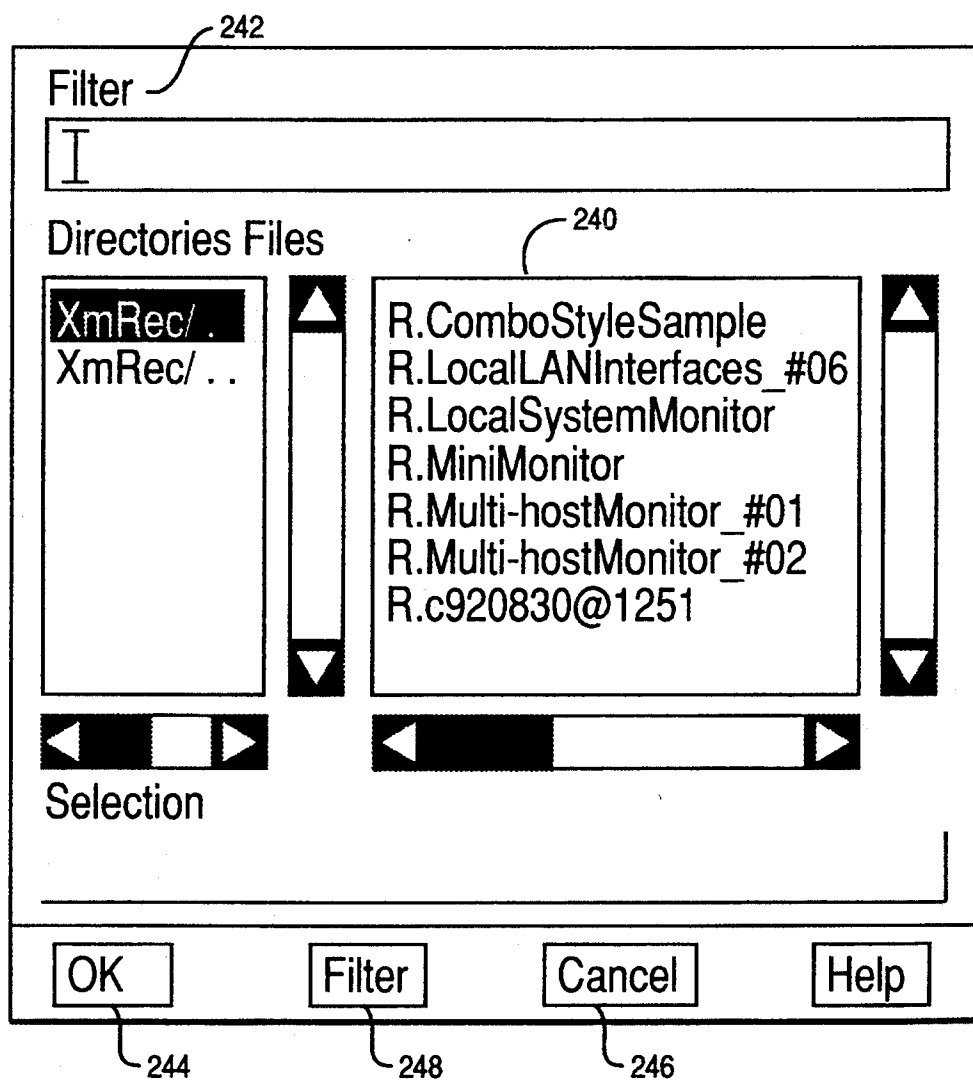 242
Filter
Directories Files
240
XmRec/ .
XmRec/ . .
R.ComboStyleSample
R.LocalLANInterfaces_#06
R.LocalSystemMonitor
R.MiniMonitor
R.Multi-hostMonitor_#01
R.Multi-hostMonitor_#02
R.c920830@1251
Selection
OK
Filter
Cancel
Help
244
248
246